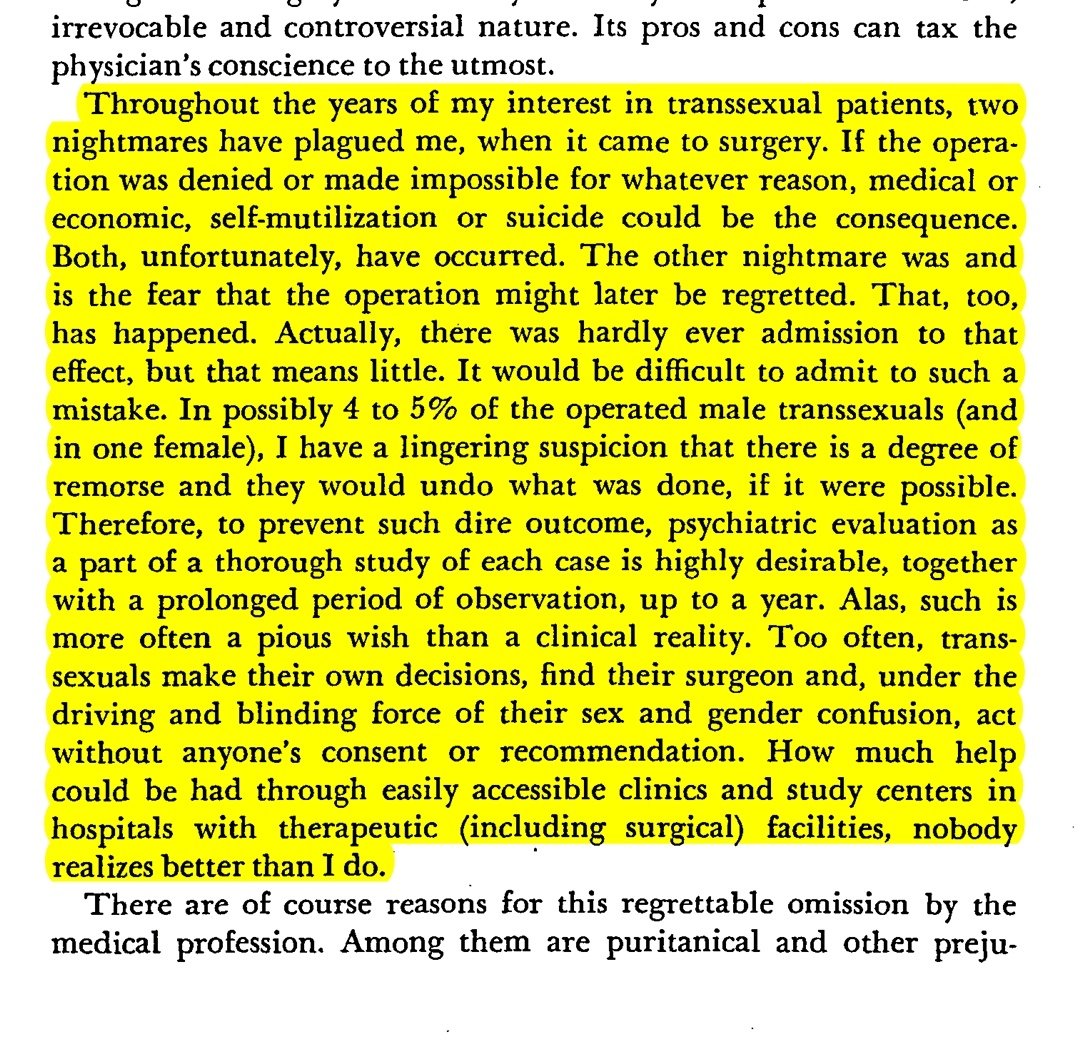 irrevocable and controversial nature. Its pros and cons can tax the
physician's conscience to the utmost.
Throughout the years of my interest in transsexual patients, two
nightmares have plagued me, when it came to surgery. If the opera-
tion was denied or made impossible for whatever reason, medical or
economic, self-mutilization or suicide could be the consequence.
Both, unfortunately, have occurred. The other nightmare was and
is the fear that the operation might later be regretted. That, too,
has happened. Actually, there was hardly ever admission to that
effect, but that means little. It would be difficult to admit to such a
mistake. In possibly 4 to 5% of the operated male transsexuals (and
in one female), I have a lingering suspicion that there is a degree of
remorse and they would undo what was done, if it were possible.
Therefore, to prevent such dire outcome, psychiatric evaluation as
a part of a thorough study of each case is highly desirable, together
with a prolonged period of observation, up to a year. Alas, such is
more often a pious wish than a clinical reality. Too often, trans-
sexuals make their own decisions, find their surgeon and, under the
driving and blinding force of their sex and gender confusion, act
without anyone's consent or recommendation. How much help
could be had through easily accessible clinics and study centers in
hospitals with therapeutic (including surgical) facilities, nobody
realizes better than I do.
There are of course reasons for this regrettable omission by the
medical profession. Among them are puritanical and other preju-